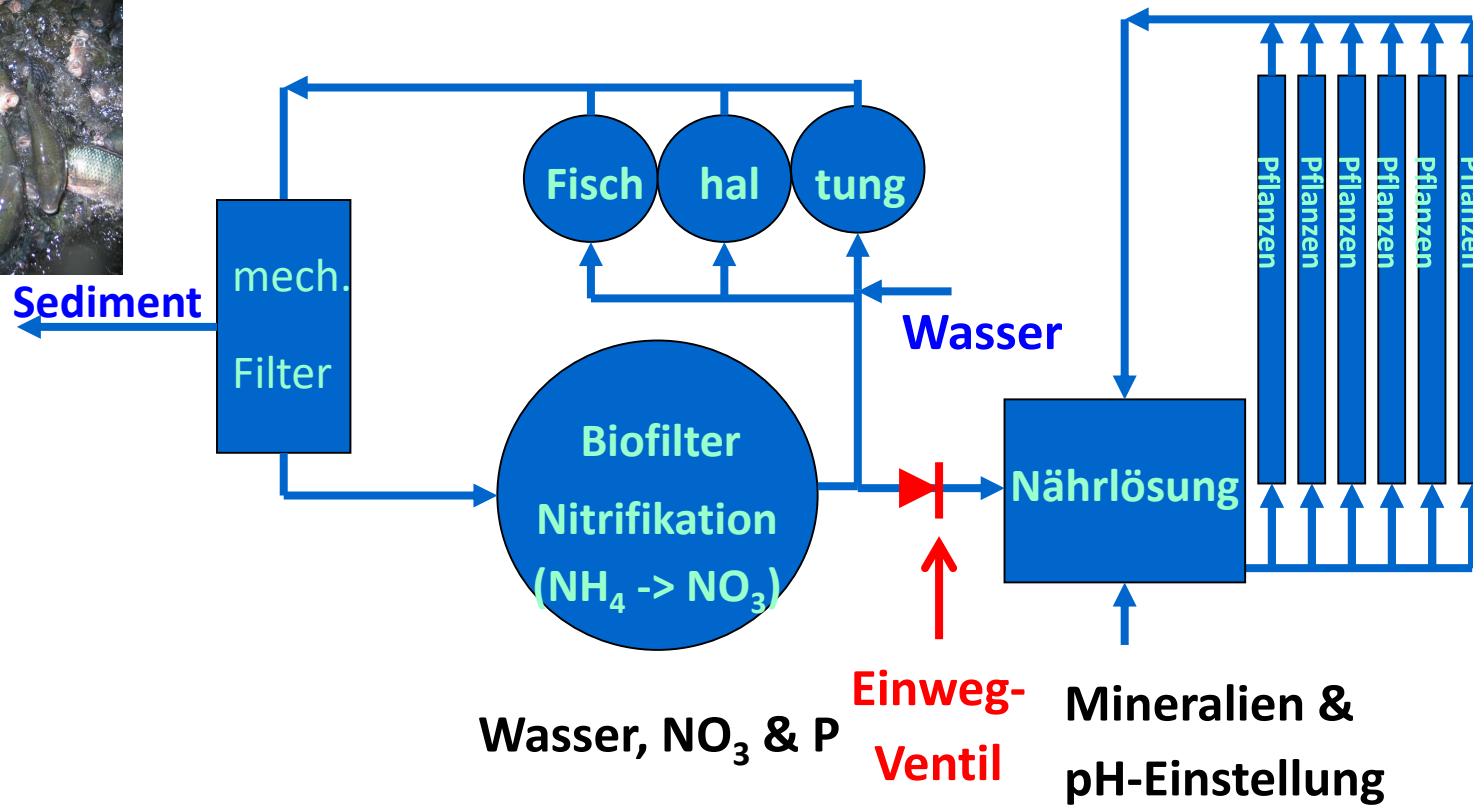 Fisch
hal
tung
mech.
Filter
Sediment
Wasser
Biofilter
Nitrifikation
(NH₄ -> NO₃)
Nährlösung
Pflanzen
Pflanzen
Pflanzen
Pflanzen
Pflanzen
Pflanzen
Einweg-
Ventil
Wasser, NO₃ & P
Mineralien &
pH-Einstellung